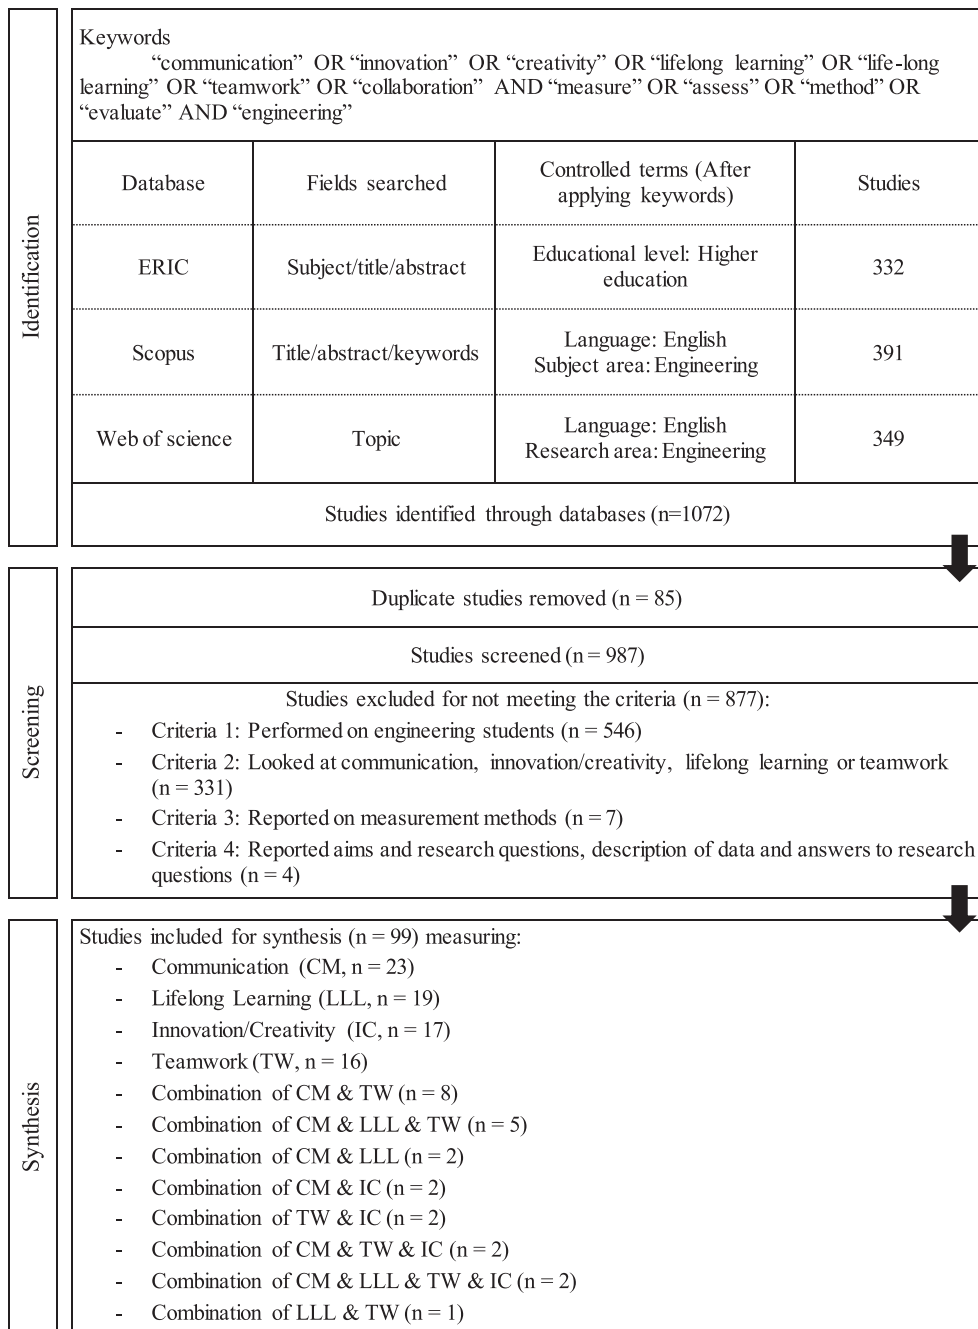 Identification
Keywords
“communication” OR “innovation” OR “creativity” OR “lifelong learning” OR “life-long
learning” OR “teamwork” OR “collaboration” AND “measure” OR “assess” OR “method” OR
“evaluate” AND “engineering”
Database
Fields searched
Controlled terms (After
applying keywords)
Studies
ERIC
Subject/title/abstract
Educational level: Higher
education
332
Scopus
Title/abstract/keywords
Language: English
Subject area: Engineering
391
Web of science
Topic
Language: English
Research area: Engineering
349
Studies identified through databases (n=1072)
Screening
Duplicate studies removed (n = 85)
Studies screened (n = 987)
Studies excluded for not meeting the criteria (n = 877):
- Criteria 1: Performed on engineering students (n = 546)
- Criteria 2: Looked at communication, innovation/creativity, lifelong learning or teamwork
(n = 331)
- Criteria 3: Reported on measurement methods (n = 7)
- Criteria 4: Reported aims and research questions, description of data and answers to research
questions (n = 4)
Synthesis
Studies included for synthesis (n = 99) measuring:
- Communication (CM, n = 23)
- Lifelong Learning (LLL, n = 19)
- Innovation/Creativity (IC, n = 17)
- Teamwork (TW, n = 16)
- Combination of CM & TW (n = 8)
- Combination of CM & LLL & TW (n = 5)
- Combination of CM & LLL (n = 2)
- Combination of CM & IC (n = 2)
- Combination of TW & IC (n = 2)
- Combination of CM & TW & IC (n = 2)
- Combination of CM & LLL & TW & IC (n = 2)
- Combination of LLL & TW (n = 1)